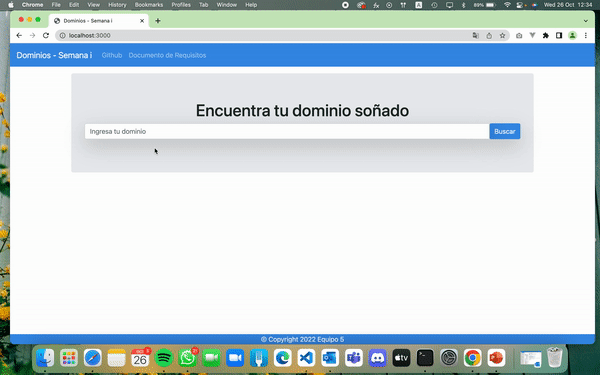 Chrome File Edit View History Bookmarks Profiles Tab Window Help 89% Wed 26 Oct 12:34
Dominios - Semana i
localhost:3000
Dominios - Semana i Github Documento de Requisitos
Encuentra tu dominio soñado
Ingresa tu dominio Buscar
© Copyright 2022 Equipo 5
26
tv